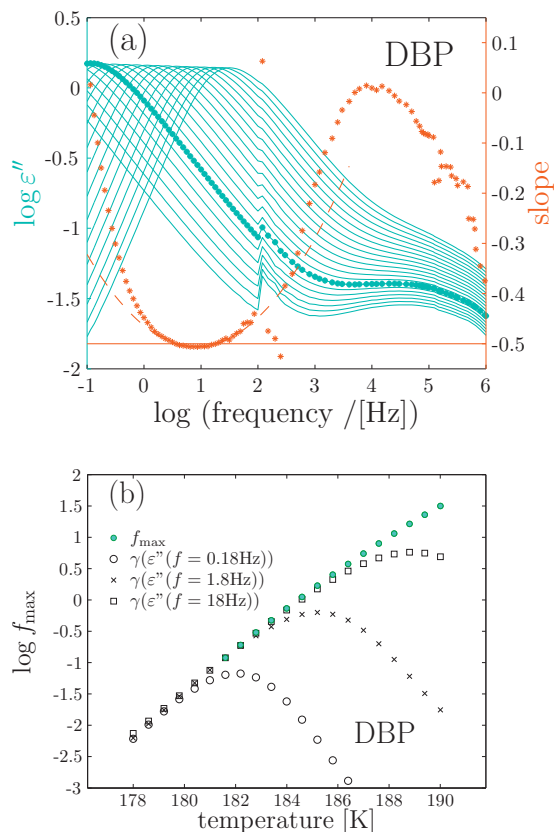 (a)
DBP
log ε''
0.5
0
-0.5
-1
-1.5
-2
0.1
0
-0.1
-0.2
-0.3
-0.4
-0.5
slope
-1 0 1 2 3 4 5 6
log (frequency /[Hz])
(b)
log f_max
2
1.5
1
0.5
0
-0.5
-1
-1.5
-2
-2.5
-3
f_max
γ(ε''(f = 0.18Hz))
γ(ε''(f = 1.8Hz))
γ(ε''(f = 18Hz))
DBP
178 180 182 184 186 188 190
temperature [K]